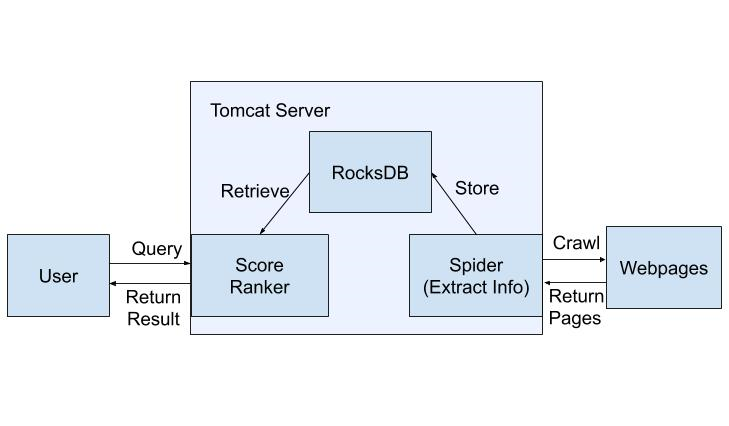 Tomcat Server
RocksDB
Retrieve
Store
User
Query
Return
Result
Score
Ranker
Spider
(Extract Info)
Crawl
Return
Pages
Webpages